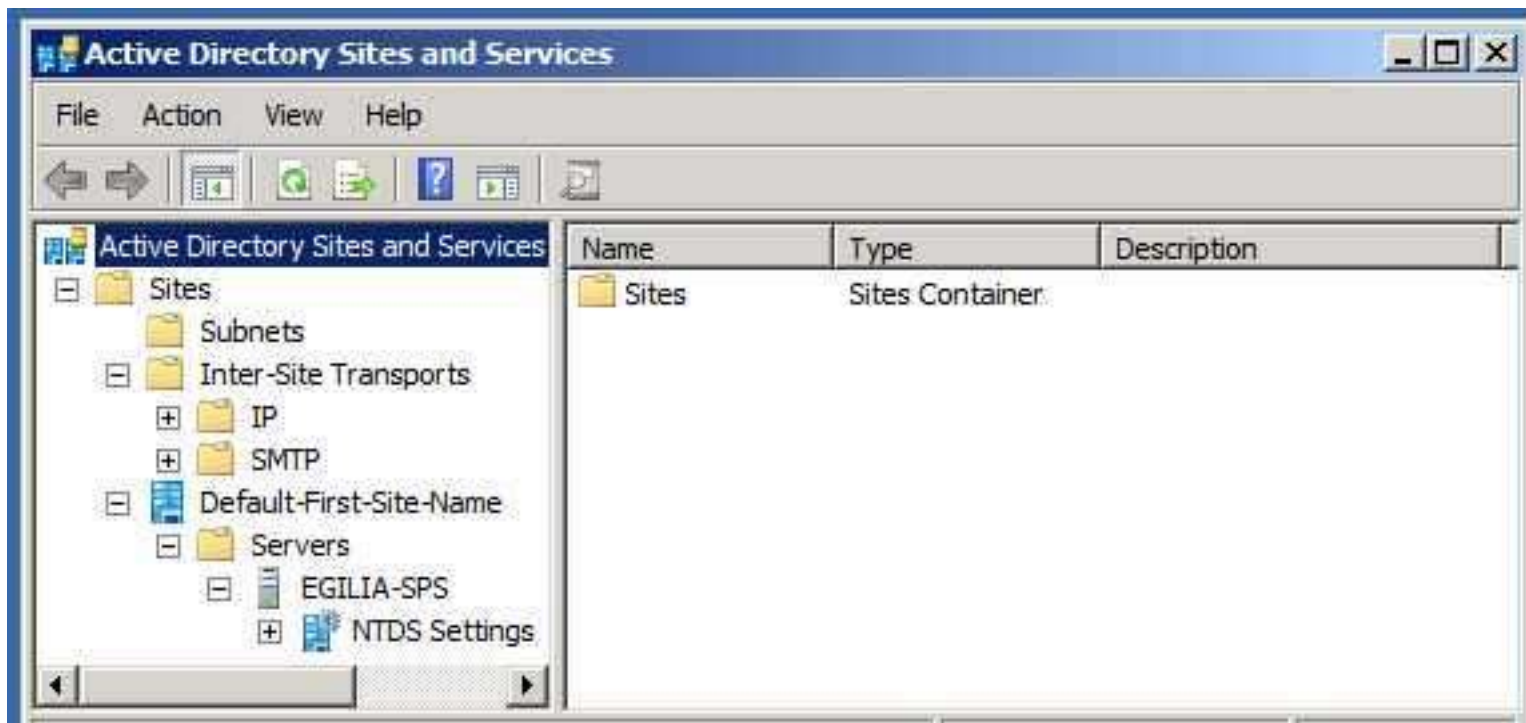 Active Directory Sites and Services
File Action View Help
Active Directory Sites and Services
Sites
Subnets
Inter-Site Transports
IP
SMTP
Default-First-Site-Name
Servers
EGILIA-SPS
NTDS Settings
Name Type Description
Sites Sites Container